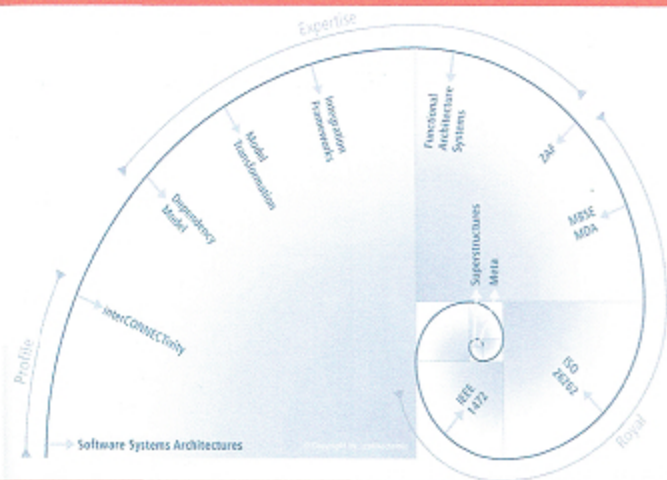 Expertise
Functional
Architecture
Systems
Integration
Frameworks
Model
Transformation
ZAF
Dependency
Model
MBSE
MDA
Superstructures
Meta
interCONNECTivity
Profile
ISO
26262
IEEE
1472
Royal
Software Systems Architectures